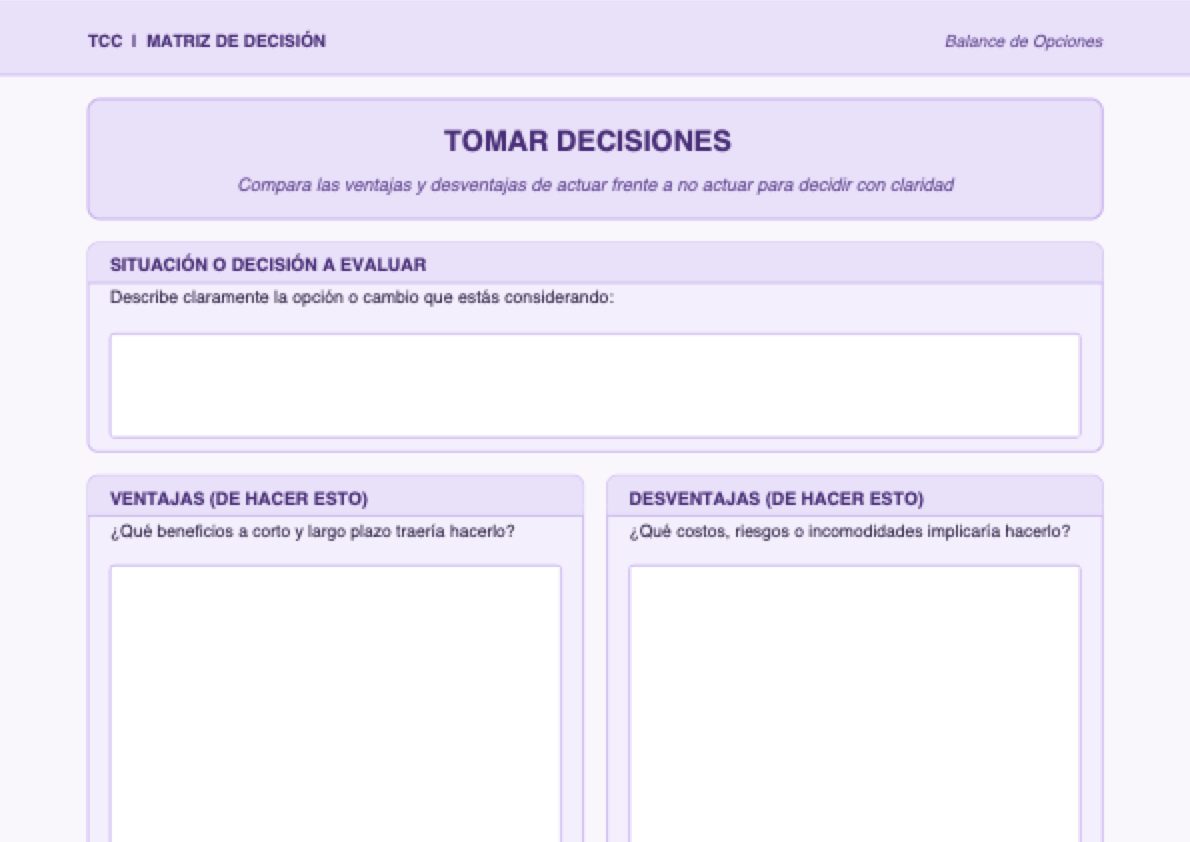 TCC | MATRIZ DE DECISIÓN
Balance de Opciones
TOMAR DECISIONES
Compara las ventajas y desventajas de actuar frente a no actuar para decidir con claridad
SITUACIÓN O DECISIÓN A EVALUAR
Describe claramente la opción o cambio que estás considerando:
VENTAJAS (DE HACER ESTO)
¿Qué beneficios a corto y largo plazo traería hacerlo?
DESVENTAJAS (DE HACER ESTO)
¿Qué costos, riesgos o incomodidades implicaría hacerlo?